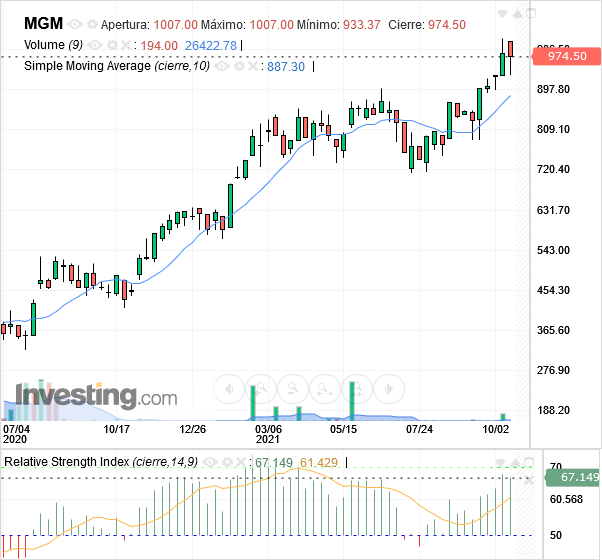 MGM Apertura: 1007.00 Máximo: 1007.00 Mínimo: 933.37 Cierre: 974.50
Volume (9) : 194.00 26422.78
Simple Moving Average (cierre,10) : 887.30
974.50
897.80
809.10
720.40
631.70
543.00
454.30
365.60
276.90
188.20
Investing.com
07/04 10/17 12/26 03/06 05/15 07/24 10/02
2020 2021
Relative Strength Index (cierre,14,9) : 67.149 61.429
70
67.149
60.568
50